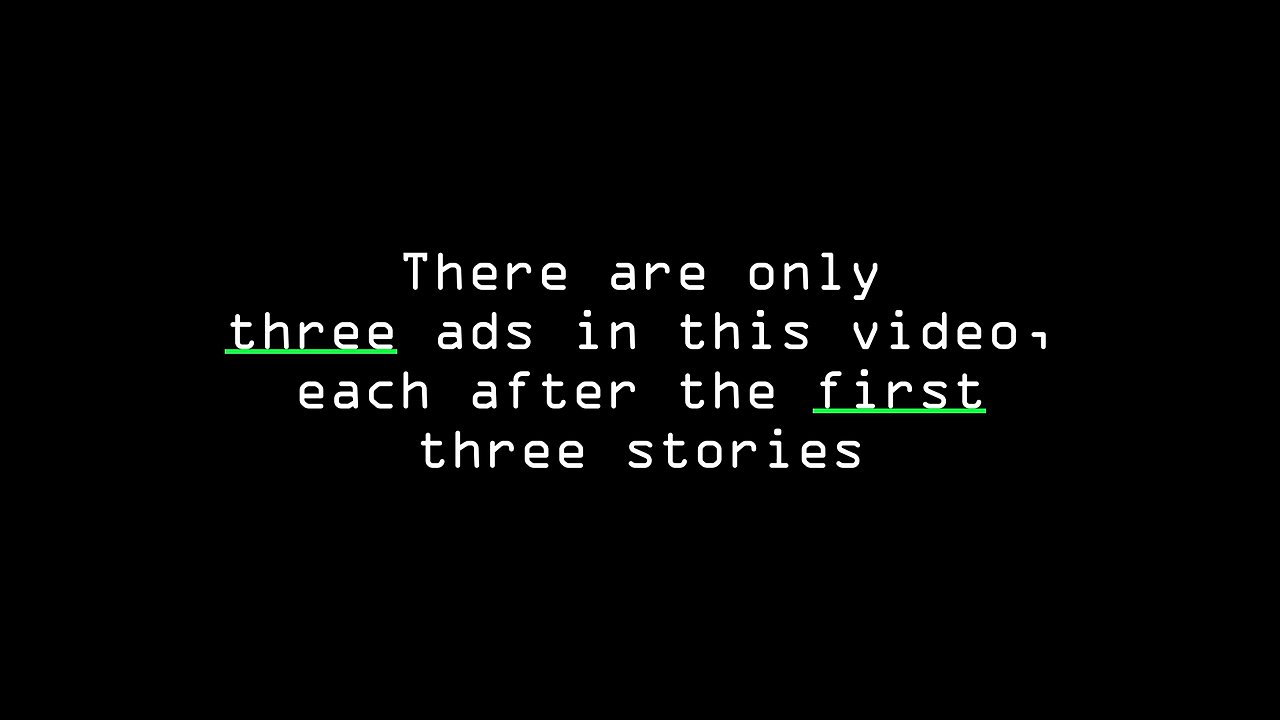 There are only
three ads in this video,
each after the first
three stories